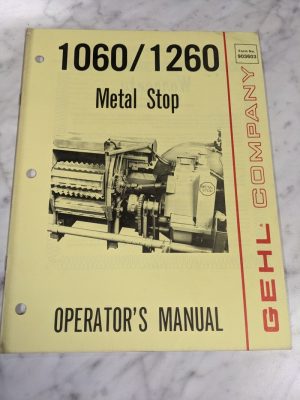 1060/1260
Form No.
903603
Metal Stop
GEHL COMPANY
OPERATOR'S MANUAL